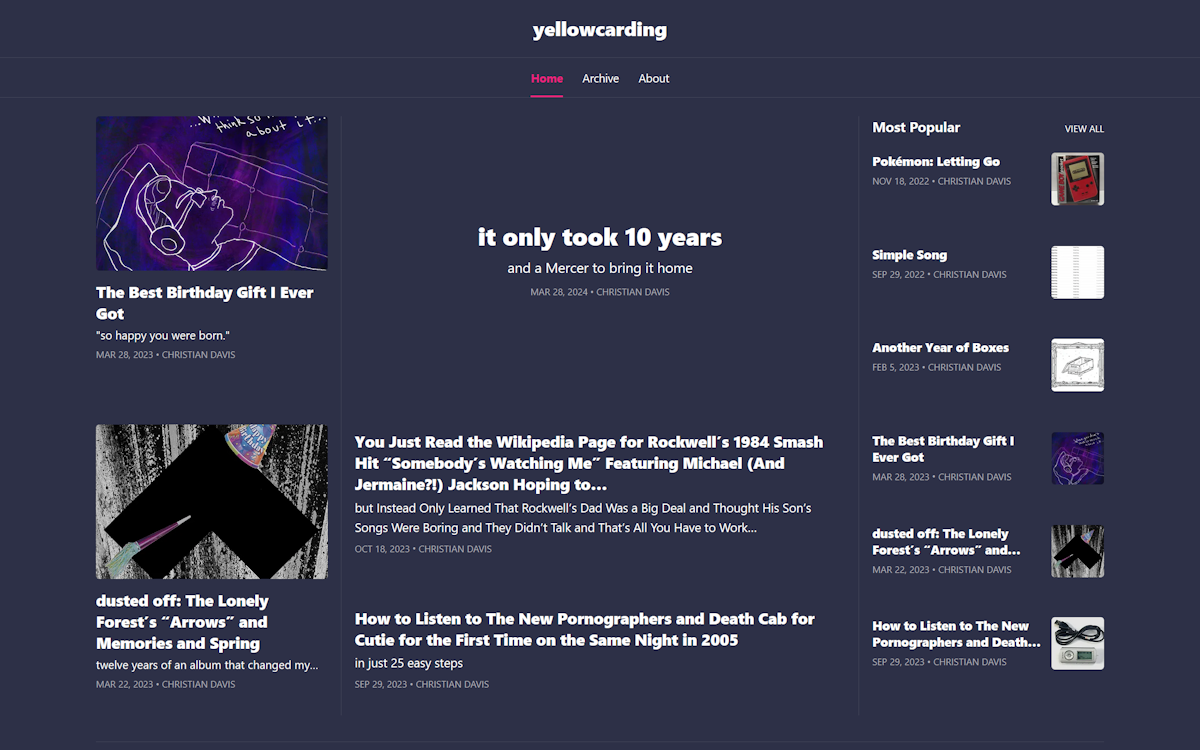 yellowcarding
Home
Archive
About
...W
think so
about it...
The Best Birthday Gift I Ever
Got
"so happy you were born."
MAR 28, 2023 • CHRISTIAN DAVIS
dusted off: The Lonely
Forest´s “Arrows” and
Memories and Spring
twelve years of an album that changed my...
MAR 22, 2023 • CHRISTIAN DAVIS
it only took 10 years
and a Mercer to bring it home
MAR 28, 2024 • CHRISTIAN DAVIS
You Just Read the Wikipedia Page for Rockwell´s 1984 Smash
Hit “Somebody´s Watching Me” Featuring Michael (And
Jermaine?!) Jackson Hoping to...
but Instead Only Learned That Rockwell’s Dad Was a Big Deal and Thought His Son’s
Songs Were Boring and They Didn’t Talk and That’s All You Have to Work...
OCT 18, 2023 • CHRISTIAN DAVIS
How to Listen to The New Pornographers and Death Cab for
Cutie for the First Time on the Same Night in 2005
in just 25 easy steps
SEP 29, 2023 • CHRISTIAN DAVIS
Most Popular
VIEW ALL
Pokémon: Letting Go
NOV 18, 2022 • CHRISTIAN DAVIS
Simple Song
SEP 29, 2022 • CHRISTIAN DAVIS
Another Year of Boxes
FEB 5, 2023 • CHRISTIAN DAVIS
The Best Birthday Gift I
Ever Got
MAR 28, 2023 • CHRISTIAN DAVIS
dusted off: The Lonely
Forest´s “Arrows” and...
MAR 22, 2023 • CHRISTIAN DAVIS
How to Listen to The New
Pornographers and Death...
SEP 29, 2023 • CHRISTIAN DAVIS